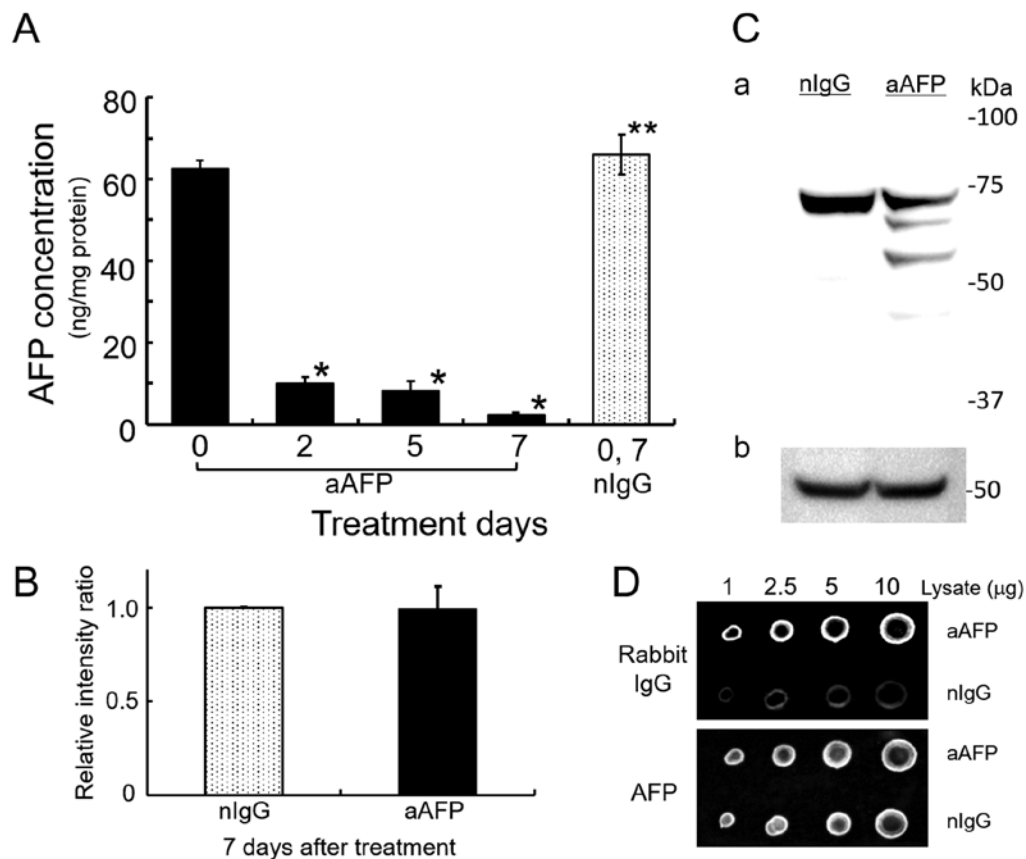 A
AFP concentration
(ng/mg protein)
80
60
40
20
0
*
*
*
**
0 2 5 7 0, 7
aAFP nIgG
Treatment days
B
Relative intensity ratio
1.0
0.5
0
nIgG aAFP
7 days after treatment
C
a
nIgG aAFP kDa
-100
-75
-50
-37
b
-50
D
1 2.5 5 10 Lysate (μg)
Rabbit
IgG
aAFP
nIgG
AFP
aAFP
nIgG